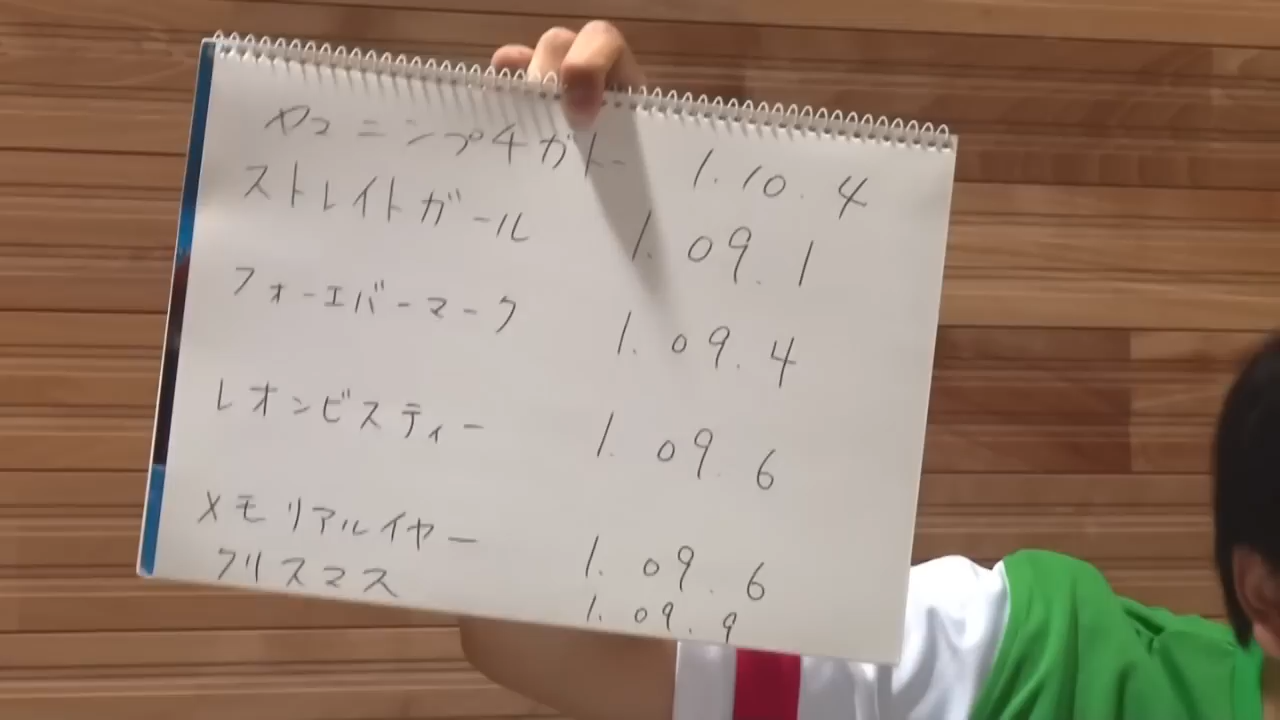 ヤマニンプチガトー 1.10.4
ストレイトガール 1.09.1
フォーエバーマーク 1.09.4
レオンビスティー 1.09.6
メモリアルイヤー 1.09.6
クリスマス 1.09.9